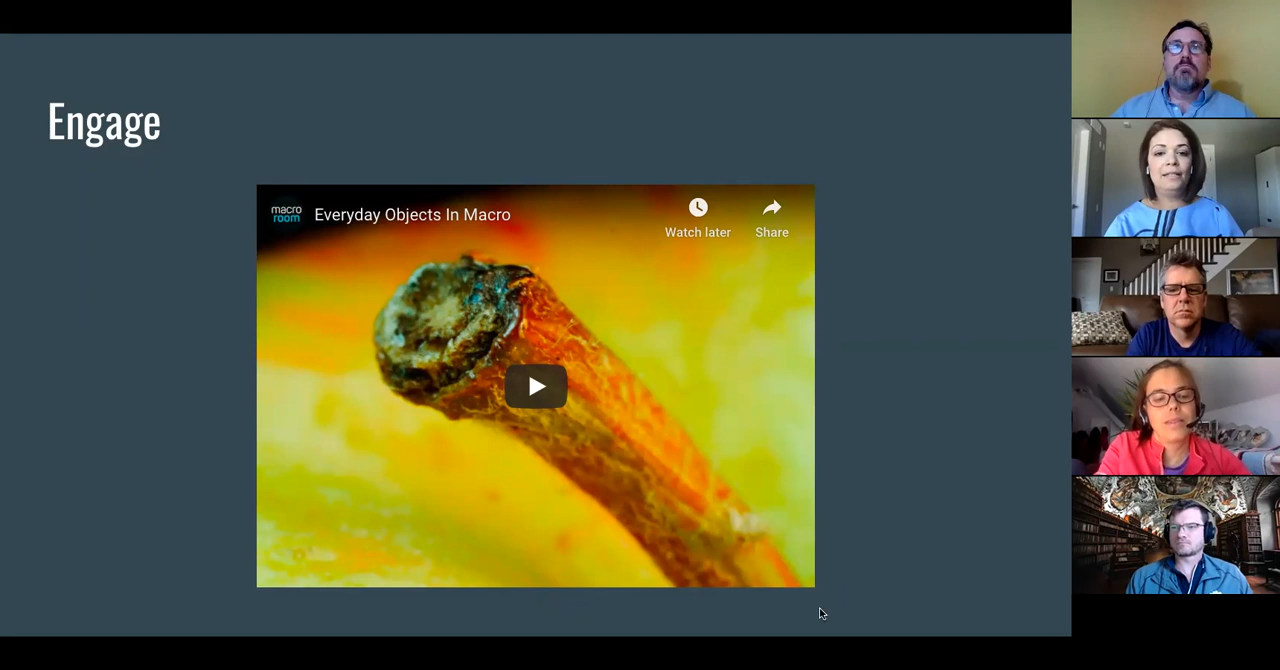 Engage
macro
room
Everyday Objects In Macro
Watch later
Share